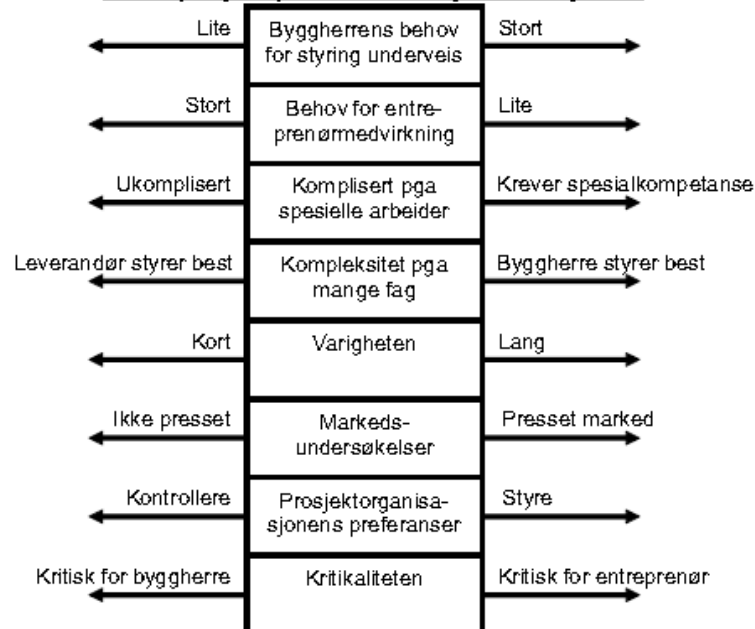 Lite Byggherrens behov Stort
for styring underveis
Stort Behov for entre- Lite
prenørmedvirkning
Ukomplisert Komplisert pga Krever spesialkompetanse
spesielle arbeider
Leverandør styrer best Kompleksitet pga Byggherre styrer best
mange fag
Kort Varigheten Lang
Ikke presset Markeds- Presset marked
undersøkelser
Kontrollere Prosjektorganisa- Styre
sjonens preferanser
Kritisk for byggherre Kritikaliteten Kritisk for entreprenør